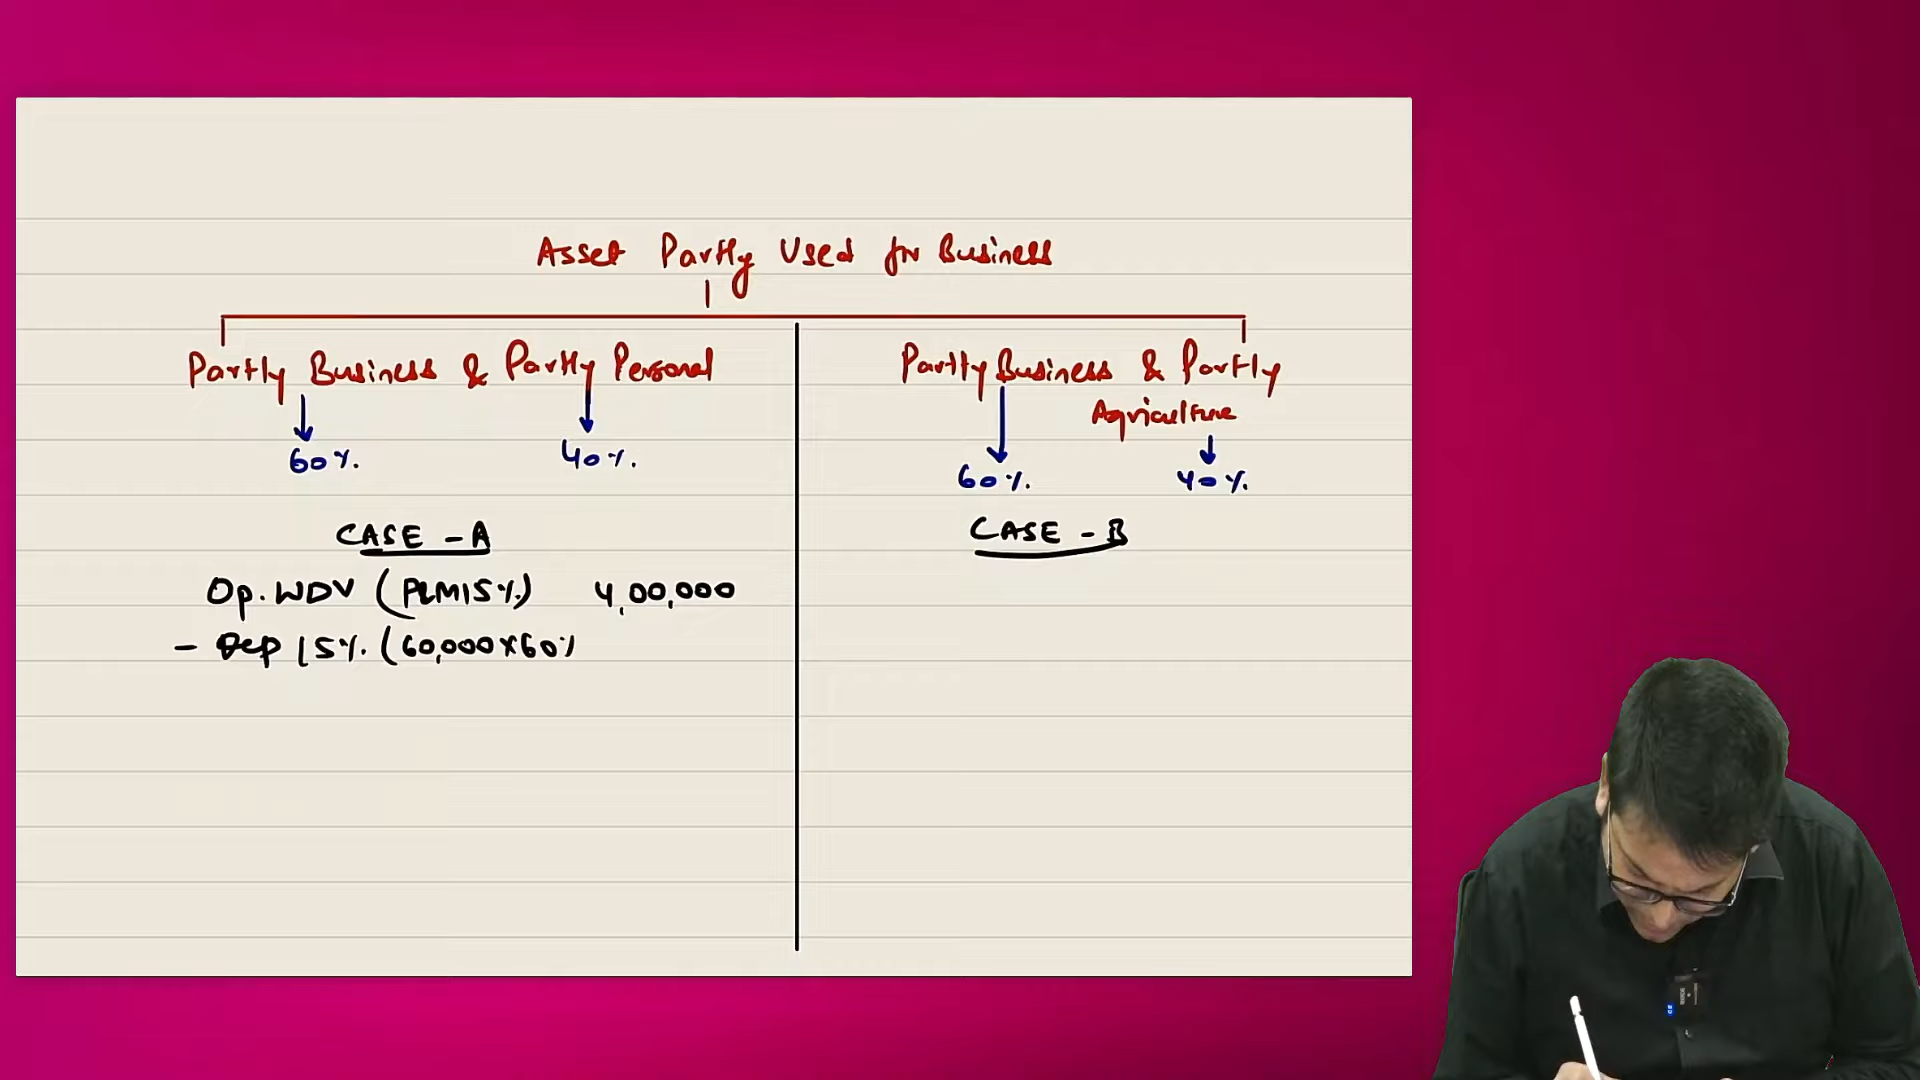 Asset Partly Used for Business
Partly Business & Partly Personal
60%.
40%.
CASE - A
Op. WDV (PLM15%) 4,00,000
- Dep 15%. (60,000x60%
Partly Business & Partly
Agriculture
60%.
40%.
CASE - B